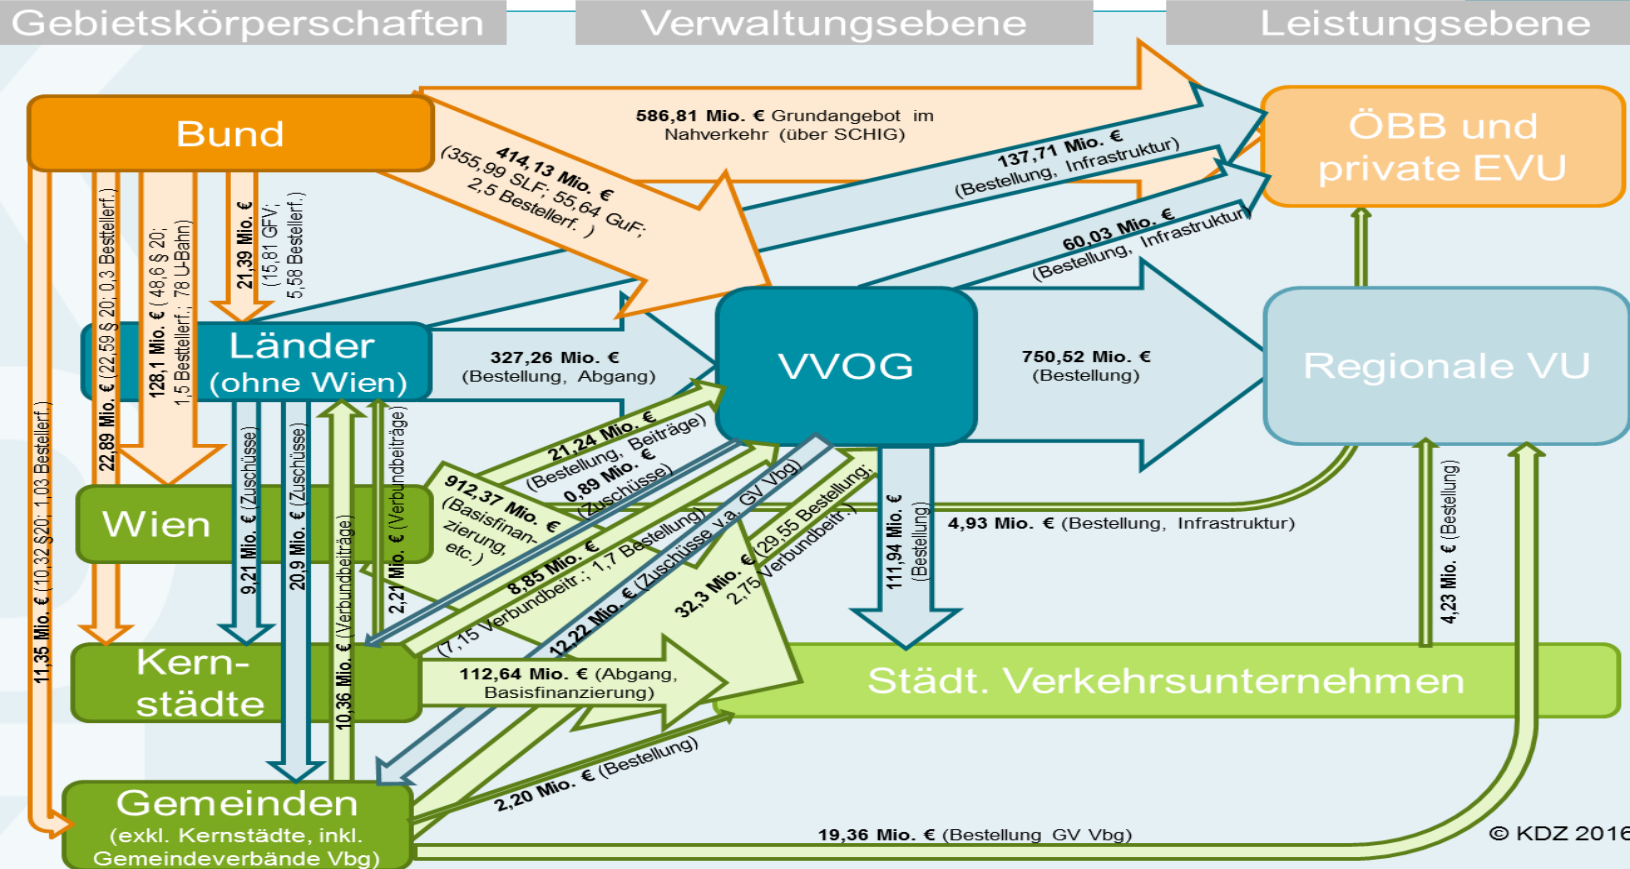 Gebietskörperschaften
Verwaltungsebene
Leistungsebene
Bund
ÖBB und
private EVU
586,81 Mio. € Grundangebot im
Nahverkehr (über SCHIG)
414,13 Mio. €
(355,99 SLF; 55,64 GuF;
2,5 Bestellerf. )
137,71 Mio. €
(Bestellung, Infrastruktur)
60,03 Mio. €
(Bestellung, Infrastruktur)
11,35 Mio. € (10,32 §20; 1,03 Bestellerf.)
22,89 Mio. € (22,59 § 20; 0,3 Besttlerf.)
128,1 Mio. € ( 48,6 § 20;
1,5 Besttellerf.; 78 U-Bahn)
21,39 Mio. €
(15,81 GFV;
5,58 Bestellerf.)
Länder
(ohne Wien)
327,26 Mio. €
(Bestellung, Abgang)
VVOG
750,52 Mio. €
(Bestellung)
Regionale VU
9,21 Mio. € (Zuschüsse)
20,9 Mio. € (Zuschüsse)
10,36 Mio. € (Verbundbeiträge)
2,21 Mio. € (Verbundbeiträge)
21,24 Mio. €
(Bestellung, Beiträge)
0,89 Mio. €
(Zuschüsse)
Wien
912,37 Mio. €
(Basisfinan-
zierung,
etc.)
8,85 Mio. €
(7,15 Verbundbeitr.; 1,7 Bestellung)
12,22 Mio. € (Zuschüsse v.a. GV Vbg)
32,3 Mio. € (29,55 Bestellung;
2,75 Verbundbeitr.)
111,94 Mio. €
(Bestellung)
4,93 Mio. € (Bestellung, Infrastruktur)
4,23 Mio. € (Bestellung)
Kern-
städte
112,64 Mio. € (Abgang,
Basisfinanzierung)
Städt. Verkehrsunternehmen
2,20 Mio. € (Bestellung)
Gemeinden
(exkl. Kernstädte, inkl.
Gemeindeverbände Vbg)
19,36 Mio. € (Bestellung GV Vbg)
© KDZ 2016